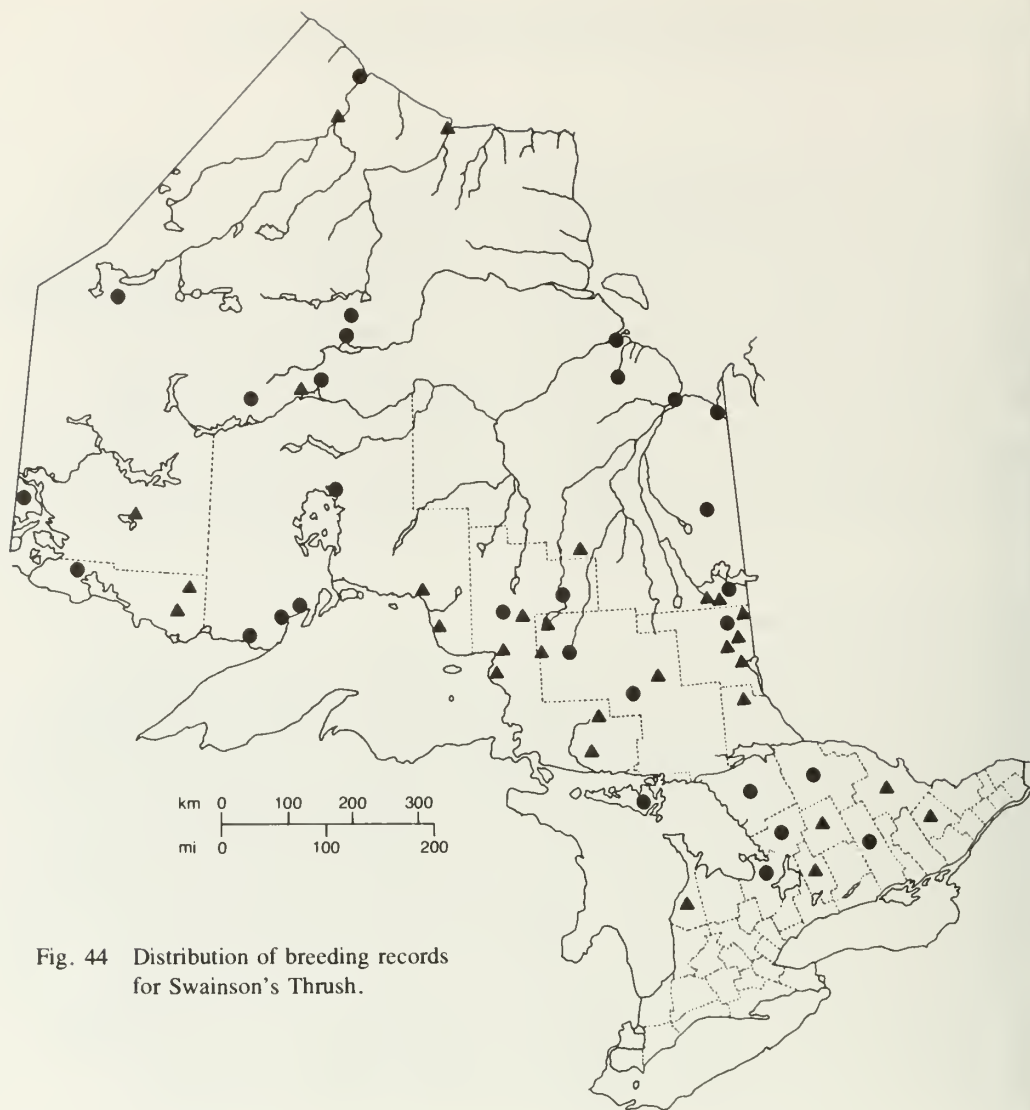 km 0 100 200 300
mi 0 100 200
Fig. 44 Distribution of breeding records
for Swainson's Thrush.